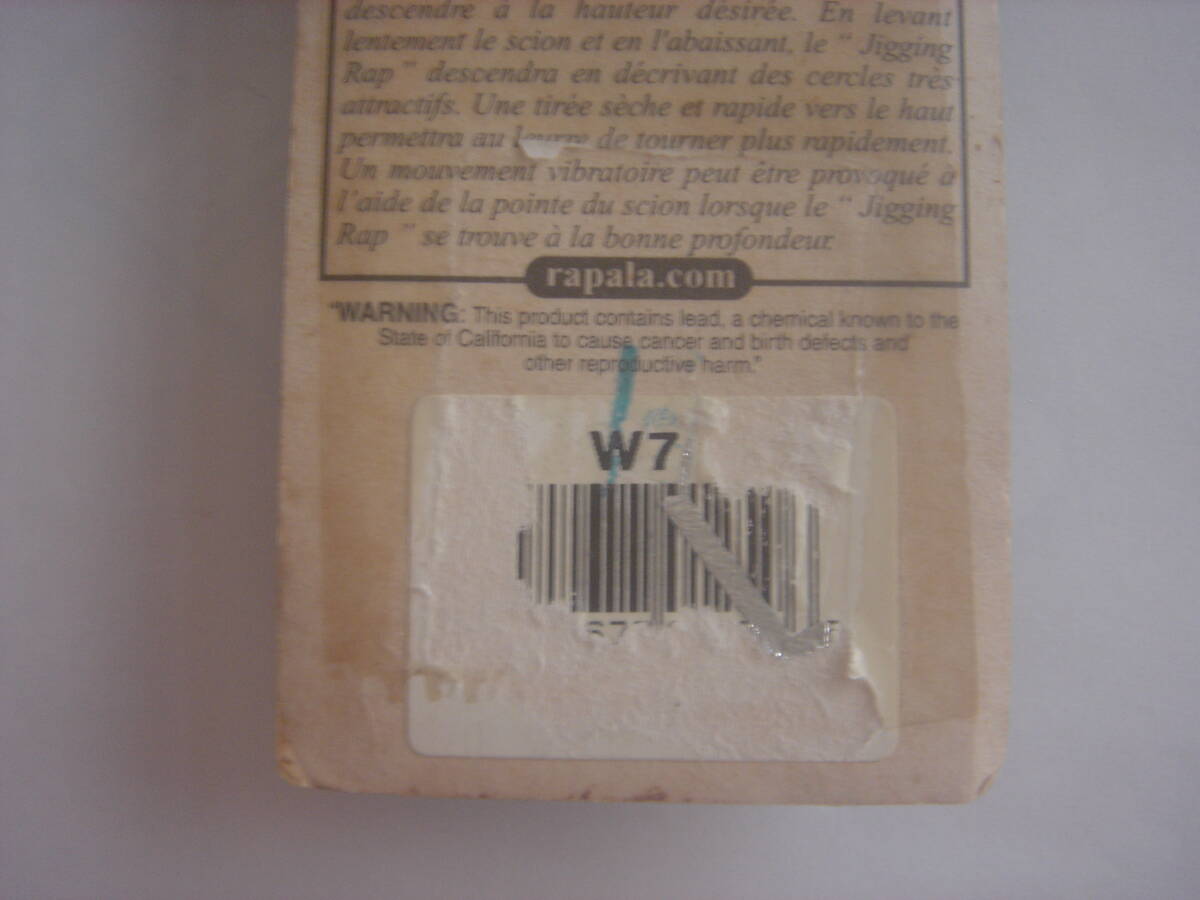 descendre à la hauteur désirée. En levant
lentement le scion et en l'abaissant, le “ Jigging
Rap ” descendra en décrivant des cercles très
attractifs. Une tirée sèche et rapide vers le haut
permettra au leurre de tourner plus rapidement.
Un mouvement vibratoire peut être provoqué à
l'aide de la pointe du scion lorsque le “ Jigging
Rap ” se trouve à la bonne profondeur.
rapala.com
"WARNING: This product contains lead, a chemical known to the
State of California to cause cancer and birth defects and
other reproductive harm."
W7